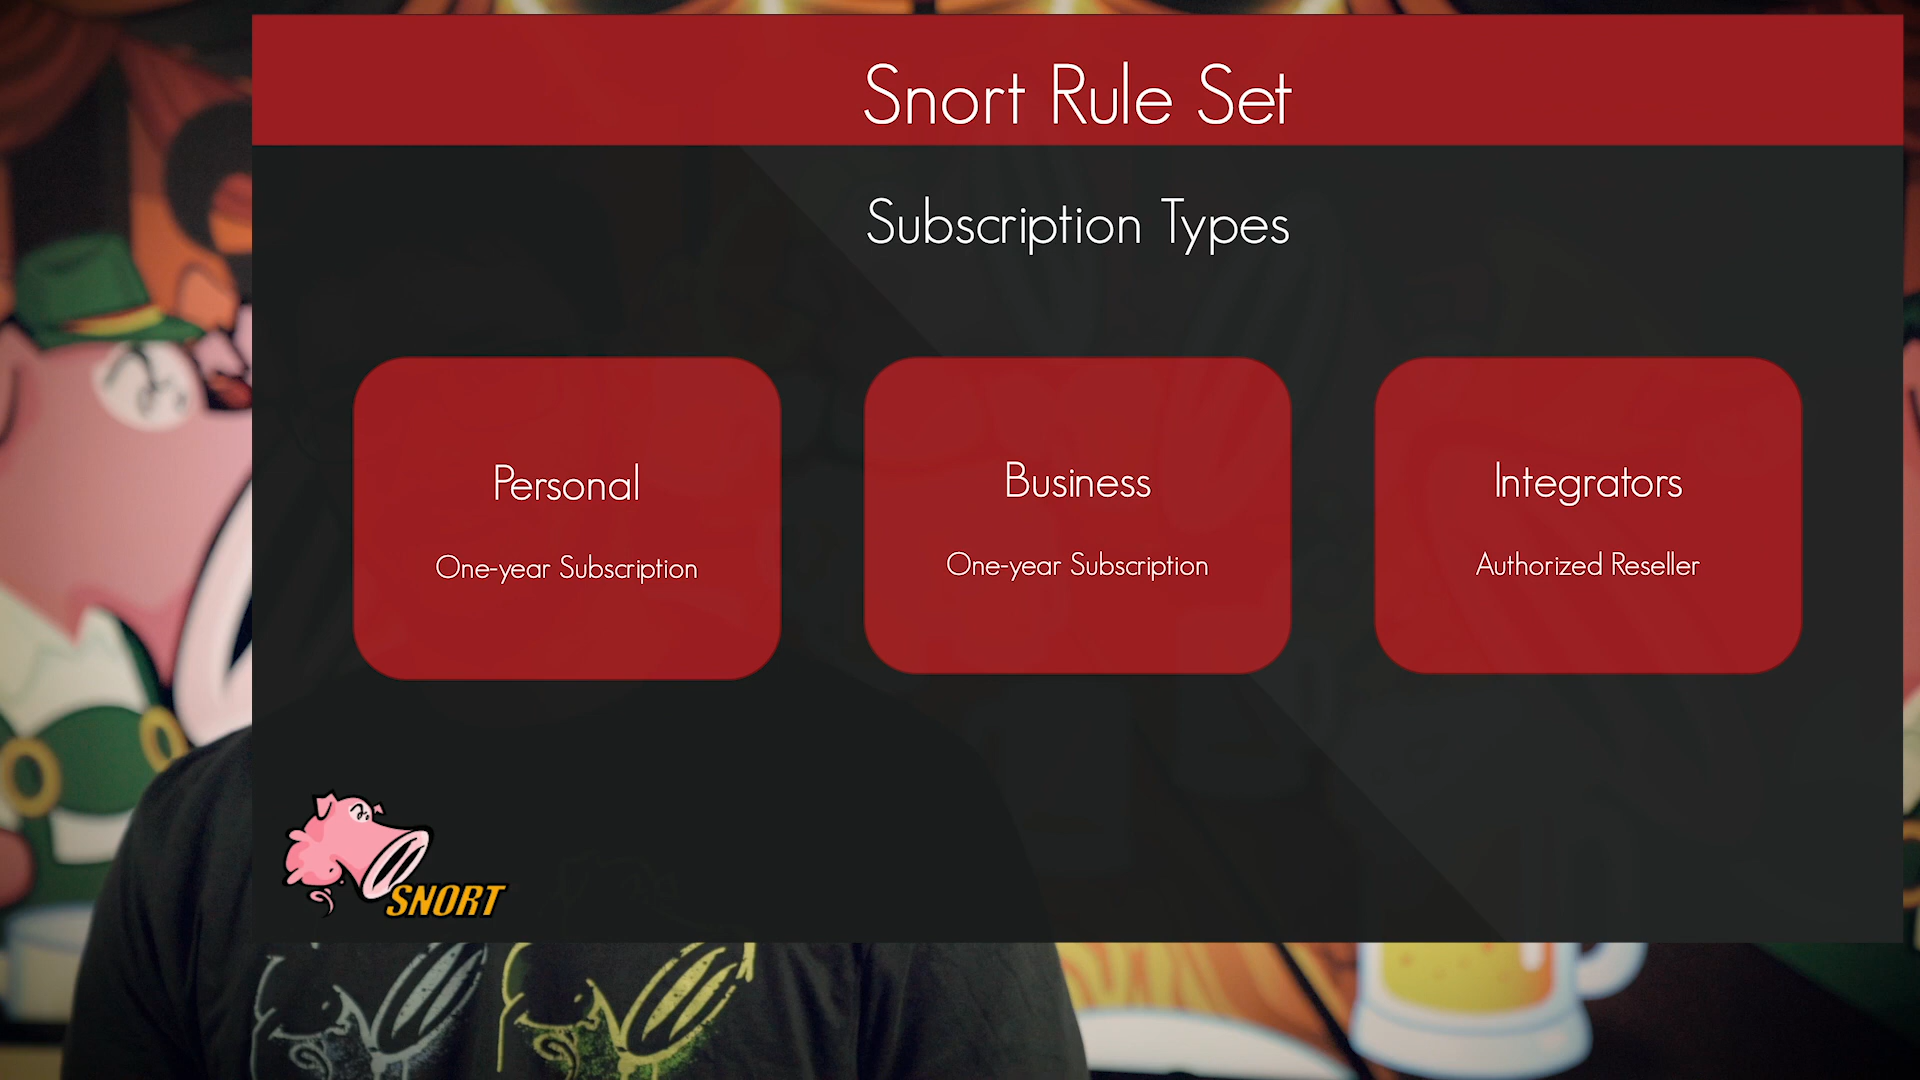 Snort Rule Set
Subscription Types
Personal
One-year Subscription
Business
One-year Subscription
Integrators
Authorized Reseller
SNORT